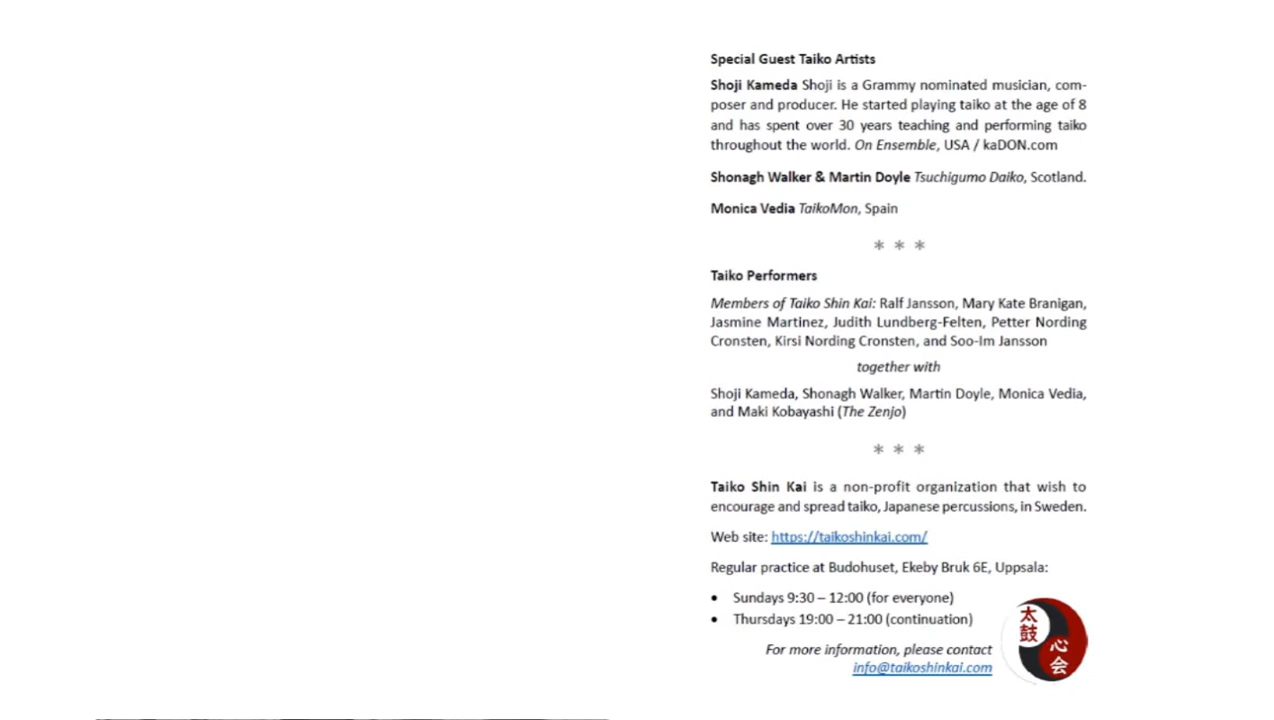 Special Guest Taiko Artists
Shoji Kameda Shoji is a Grammy nominated musician, com-
poser and producer. He started playing taiko at the age of 8
and has spent over 30 years teaching and performing taiko
throughout the world. On Ensemble, USA / kaDON.com
Shonagh Walker & Martin Doyle Tsuchigumo Daiko, Scotland.
Monica Vedia TaikoMon, Spain
* * *
Taiko Performers
Members of Taiko Shin Kai: Ralf Jansson, Mary Kate Branigan,
Jasmine Martinez, Judith Lundberg-Felten, Petter Nording
Cronsten, Kirsi Nording Cronsten, and Soo-Im Jansson
together with
Shoji Kameda, Shonagh Walker, Martin Doyle, Monica Vedia,
and Maki Kobayashi (The Zenjo)
* * *
Taiko Shin Kai is a non-profit organization that wish to
encourage and spread taiko, Japanese percussions, in Sweden.
Web site: https://taikoshinkai.com/
Regular practice at Budohuset, Ekeby Bruk 6E, Uppsala:
• Sundays 9:30 – 12:00 (for everyone)
• Thursdays 19:00 – 21:00 (continuation)
For more information, please contact
info@taikoshinkai.com
太鼓
心会